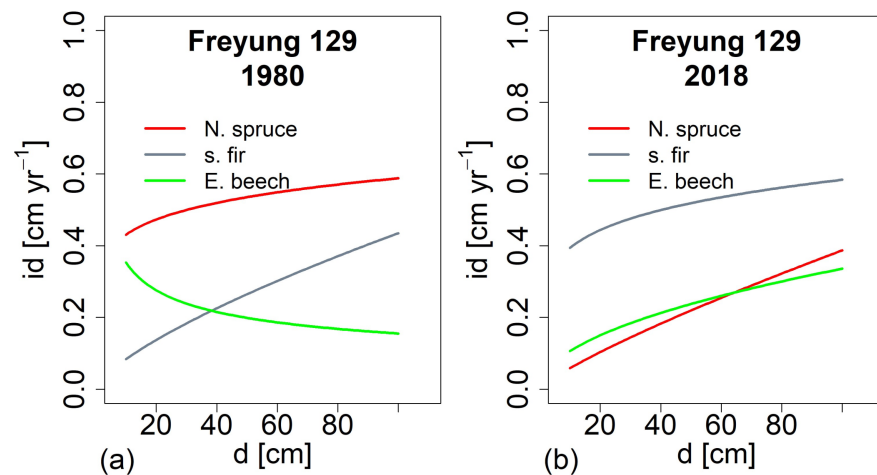 Freyung 129
1980
N. spruce
s. fir
E. beech
id [cm yr⁻¹]
0.0 0.2 0.4 0.6 0.8 1.0
20 40 60 80
d [cm]
(a)
Freyung 129
2018
N. spruce
s. fir
E. beech
id [cm yr⁻¹]
0.0 0.2 0.4 0.6 0.8 1.0
20 40 60 80
d [cm]
(b)